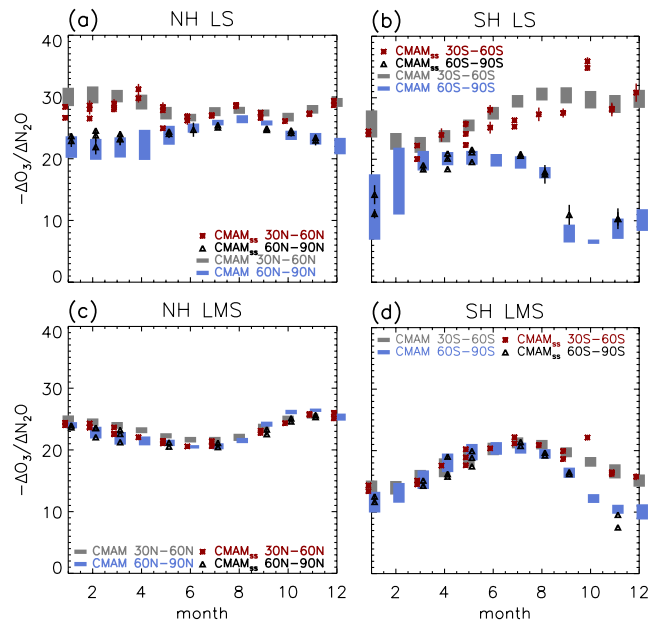 (a) NH LS
(b) SH LS
40
30
20
10
0
−ΔO₃/ΔN₂O
CMAMss 30N−60N
CMAMss 60N−90N
CMAM 30N−60N
CMAM 60N−90N
CMAMss 30S−60S
CMAMss 60S−90S
CMAM 30S−60S
CMAM 60S−90S
(c) NH LMS
(d) SH LMS
40
30
20
10
0
−ΔO₃/ΔN₂O
CMAM 30N−60N CMAMss 30N−60N
CMAM 60N−90N CMAMss 60N−90N
CMAM 30S−60S CMAMss 30S−60S
CMAM 60S−90S CMAMss 60S−90S
2 4 6 8 10 12
month
2 4 6 8 10 12
month